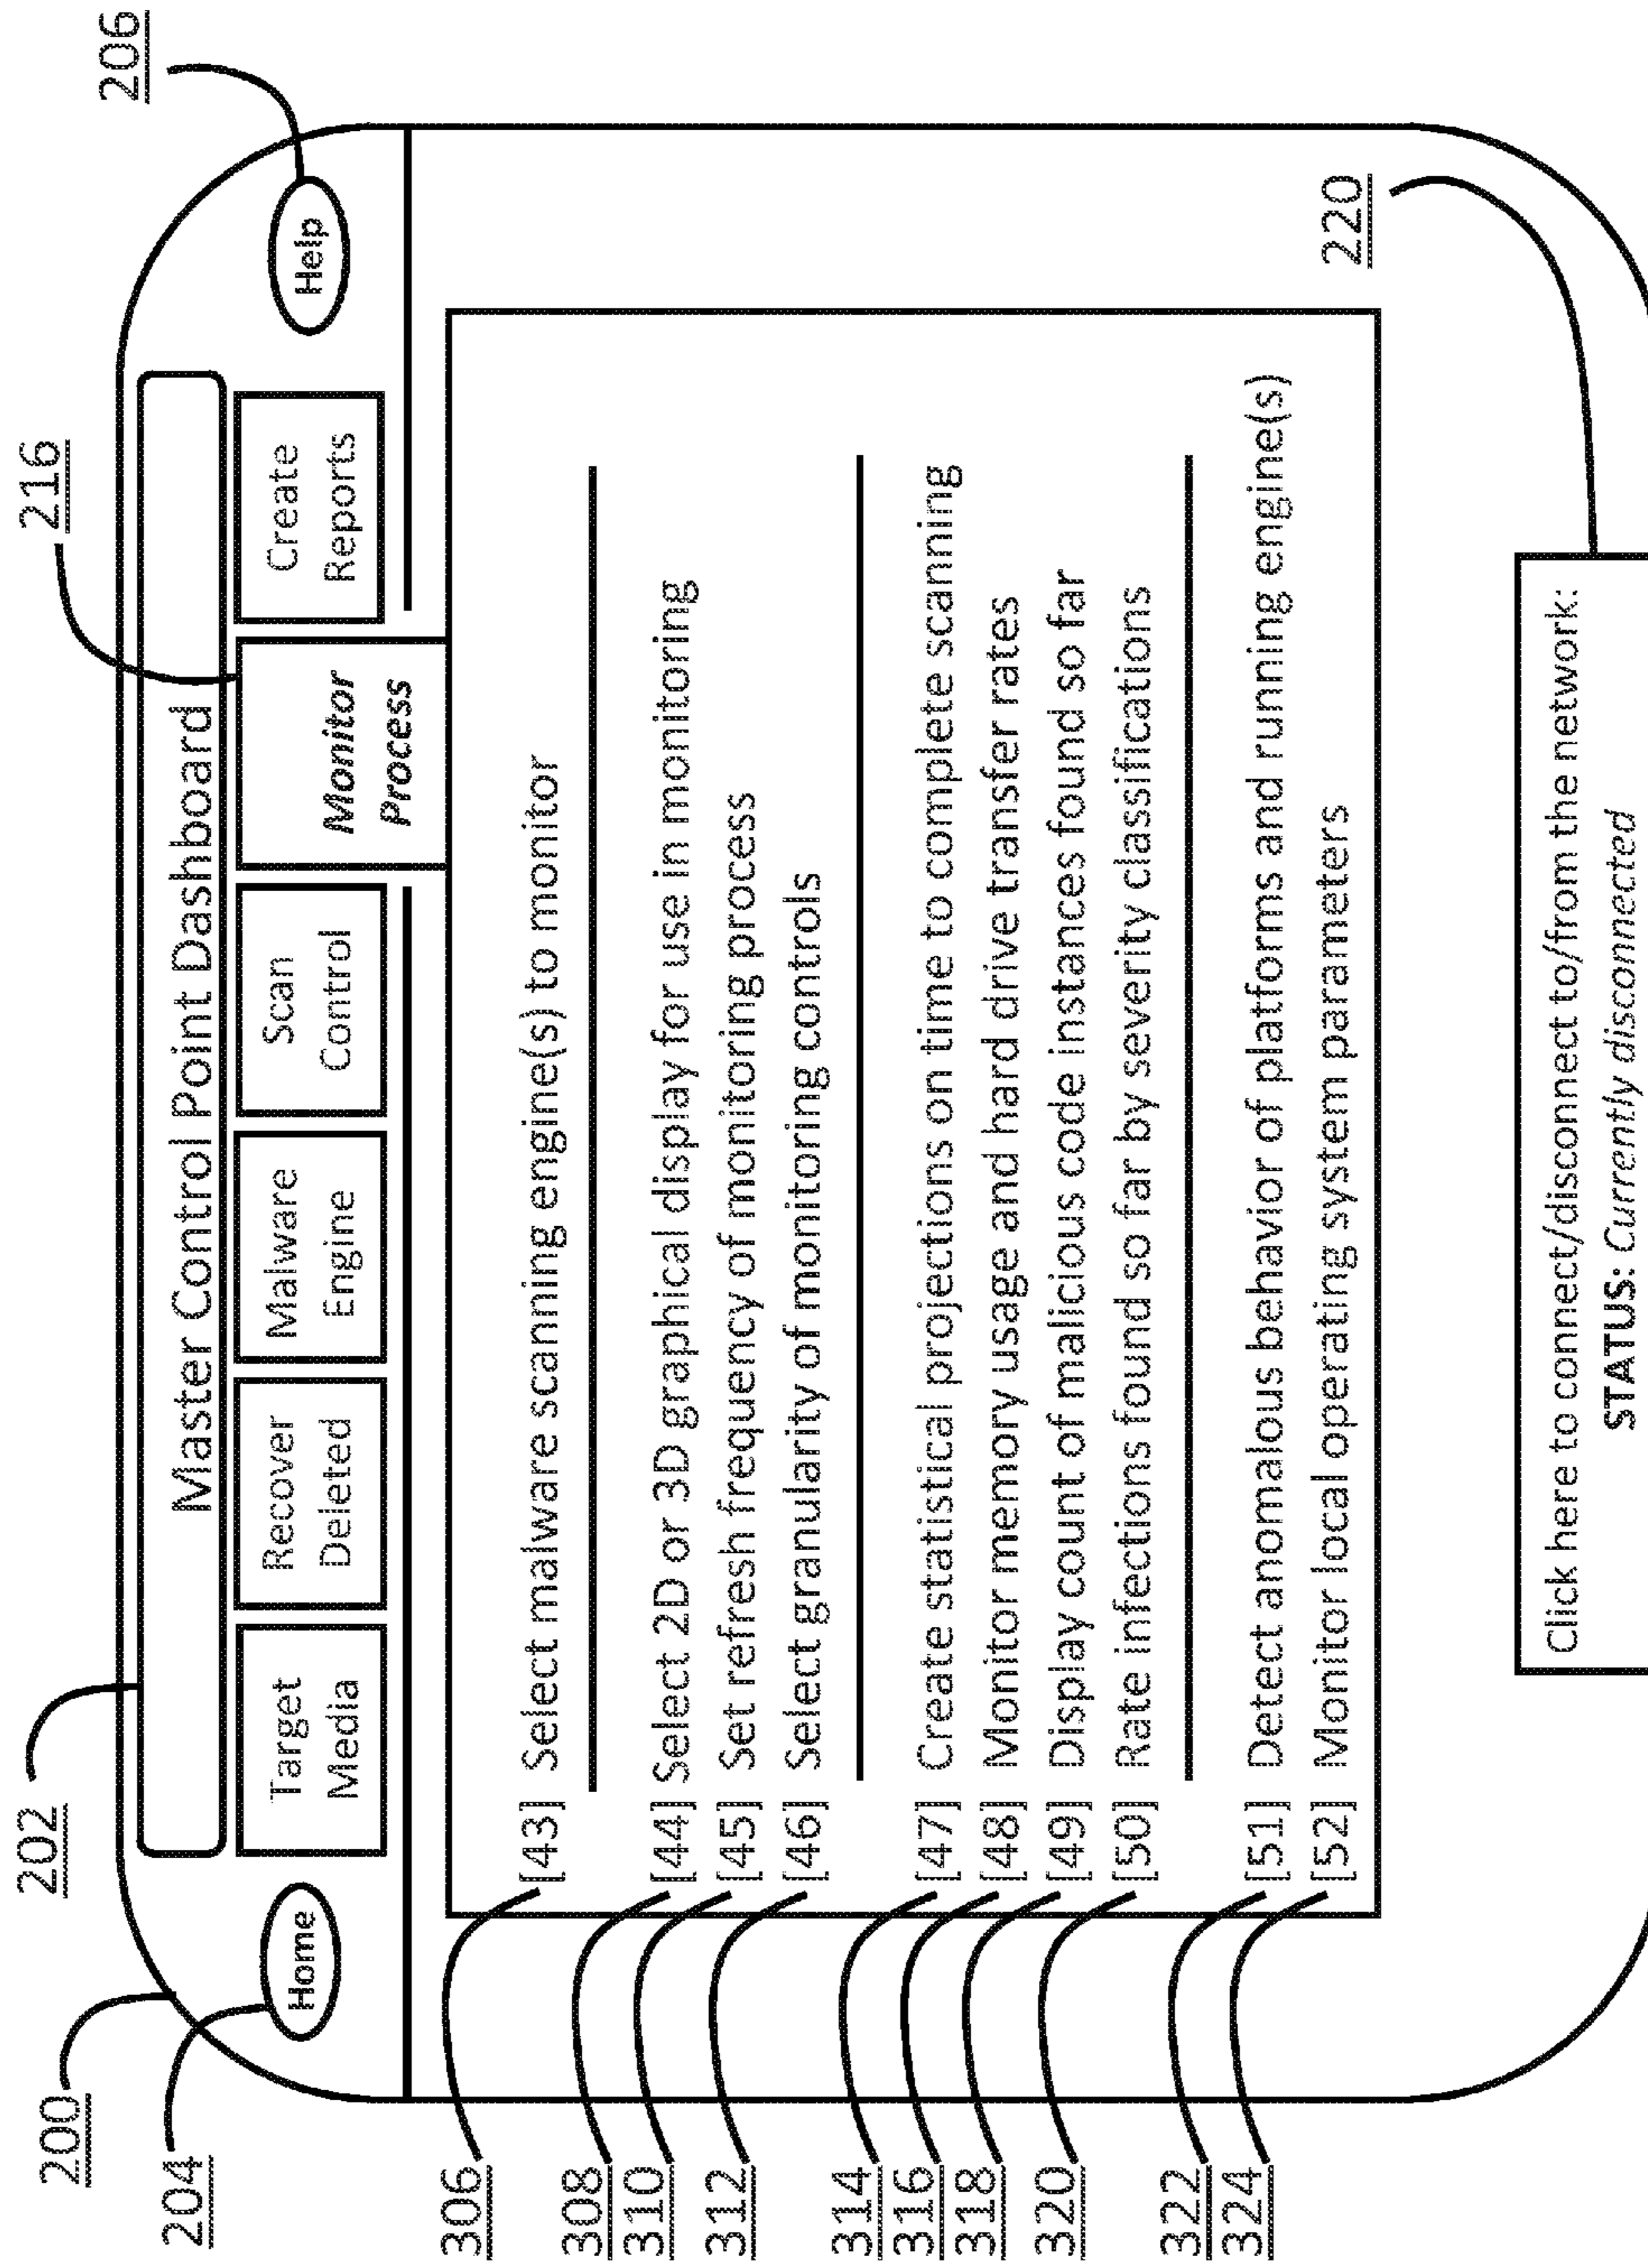 200
202
216
206
204
Home
Master Control Point Dashboard
Help
Target
Media
Recover
Deleted
Malware
Engine
Scan
Control
Monitor
Process
Create
Reports
306
[43] Select malware scanning engine(s) to monitor
308
[44] Select 2D or 3D graphical display for use in monitoring
310
[45] Set refresh frequency of monitoring process
312
[46] Select granularity of monitoring controls
314
[47] Create statistical projections on time to complete scanning
316
[48] Monitor memory usage and hard drive transfer rates
318
[49] Display count of malicious code instances found so far
320
[50] Rate infections found so far by severity classifications
322
[51] Detect anomalous behavior of platforms and running engine(s)
324
[52] Monitor local operating system parameters
220
Click here to connect/disconnect to/from the network:
STATUS: Currently disconnected